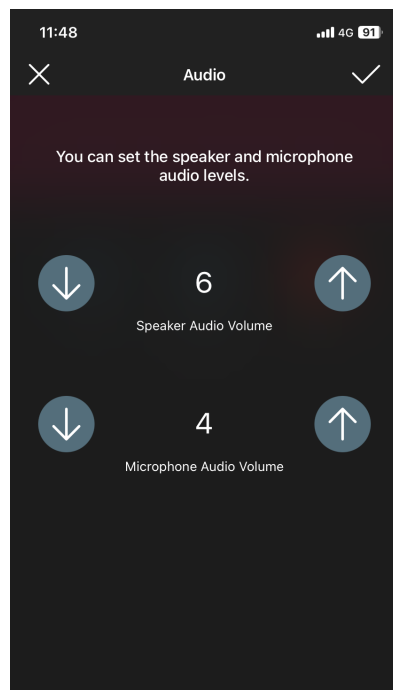 11:48 4G 91
Audio
You can set the speaker and microphone
audio levels.
6
Speaker Audio Volume
4
Microphone Audio Volume